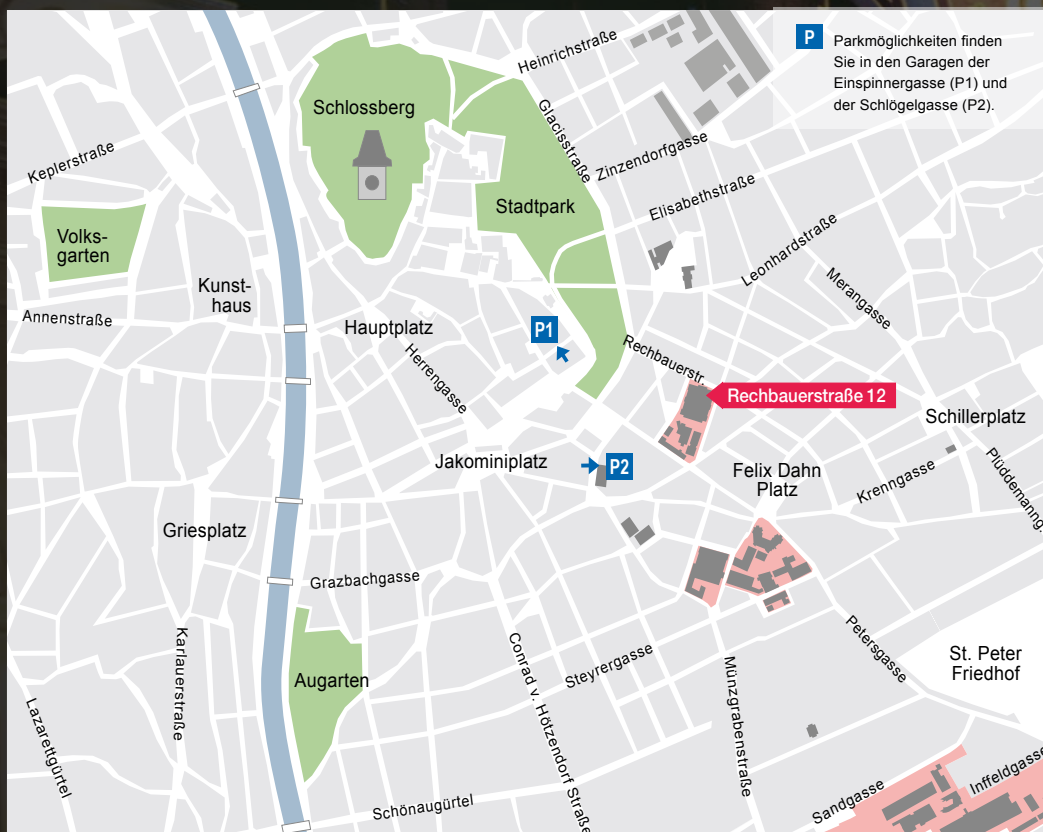 P
Parkmöglichkeiten finden
Sie in den Garagen der
Einspinnergasse (P1) und
der Schlögelgasse (P2).
Heinrichstraße
Schlossberg
Glacisstraße
Keplerstraße
Zinzendorfgasse
Elisabethstraße
Stadtpark
Volks-
garten
Leonhardstraße
Kunst-
haus
Merangasse
Annenstraße
Hauptplatz
P1
Herrengasse
Rechbauerstr.
Rechbauerstraße 12
Schillerplatz
Jakominiplatz
P2
Felix Dahn
Platz
Krenngasse
Plüddemanng.
Griesplatz
Grazbachgasse
Karlauerstraße
Augarten
Conrad v. Hötzendorf Straße
Steyrergasse
Münzgrabenstraße
Petersgasse
St. Peter
Friedhof
Lazarettgürtel
Schönaugürtel
Sandgasse
Inffeldgasse